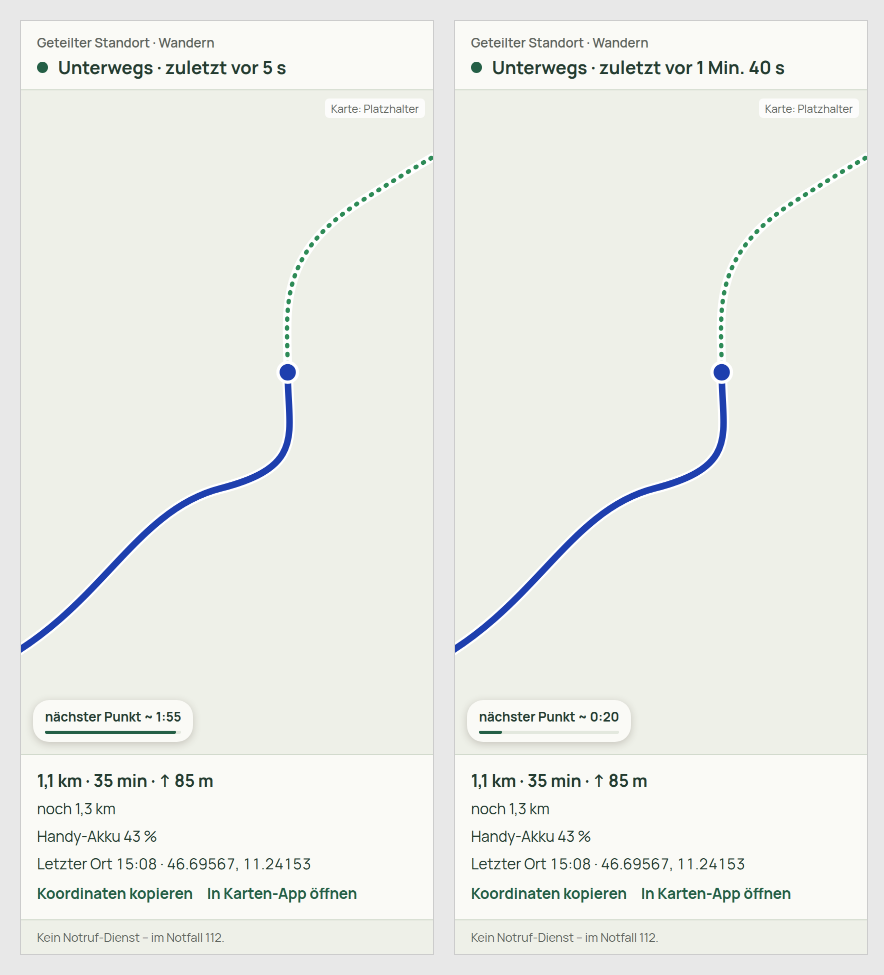 Geteilter Standort · Wandern
Unterwegs · zuletzt vor 5 s
Karte: Platzhalter
nächster Punkt ~ 1:55
1,1 km · 35 min · ↑ 85 m
noch 1,3 km
Handy-Akku 43 %
Letzter Ort 15:08 · 46.69567, 11.24153
Koordinaten kopieren In Karten-App öffnen
Kein Notruf-Dienst – im Notfall 112.
Geteilter Standort · Wandern
Unterwegs · zuletzt vor 1 Min. 40 s
Karte: Platzhalter
nächster Punkt ~ 0:20
1,1 km · 35 min · ↑ 85 m
noch 1,3 km
Handy-Akku 43 %
Letzter Ort 15:08 · 46.69567, 11.24153
Koordinaten kopieren In Karten-App öffnen
Kein Notruf-Dienst – im Notfall 112.